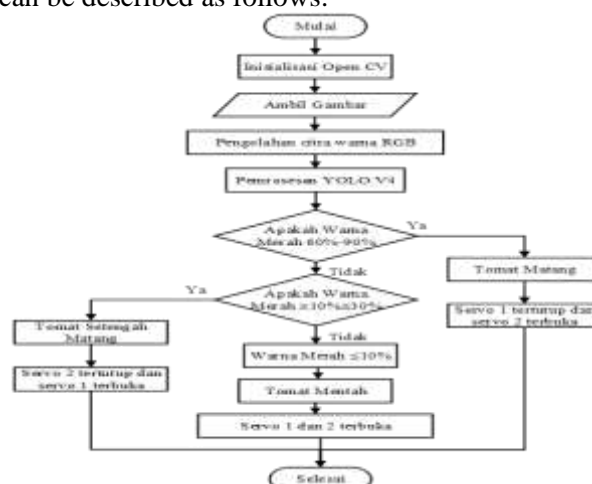 can be described as follows:
Mulai
Inisialisasi Open CV
Ambil Gambar
Pengolahan citra warna RGB
Pemrosesan YOLO V4
Apakah Warna
Merah 60%-90%
Ya
Tidak
Tomat Matang
Servo 1 tertutup dan
servo 2 terbuka
Apakah Warna
Merah ≥10%≤30%
Ya
Tidak
Tomat Setengah
Matang
Servo 2 tertutup dan
servo 1 terbuka
Warna Merah ≤10%
Tomat Mentah
Servo 1 dan 2 terbuka
Selesai